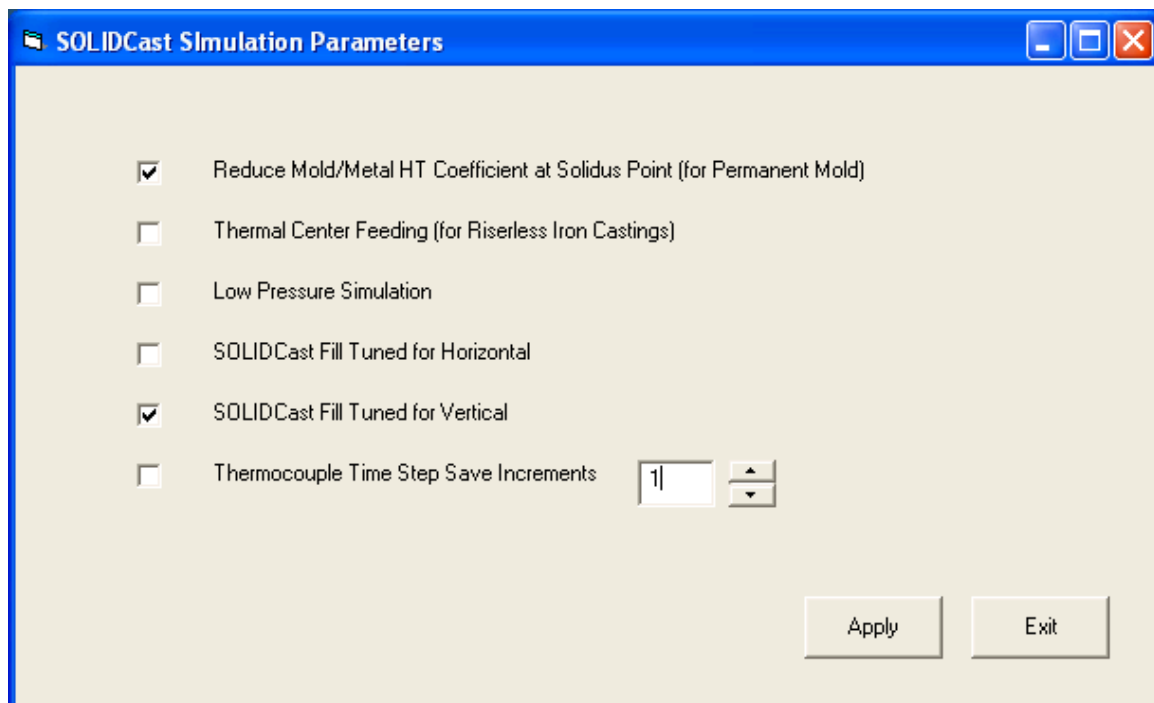 SOLIDCast SImulation Parameters
Reduce Mold/Metal HT Coefficient at Solidus Point (for Permanent Mold)
Thermal Center Feeding (for Riserless Iron Castings)
Low Pressure Simulation
SOLIDCast Fill Tuned for Horizontal
SOLIDCast Fill Tuned for Vertical
Thermocouple Time Step Save Increments 1
Apply Exit